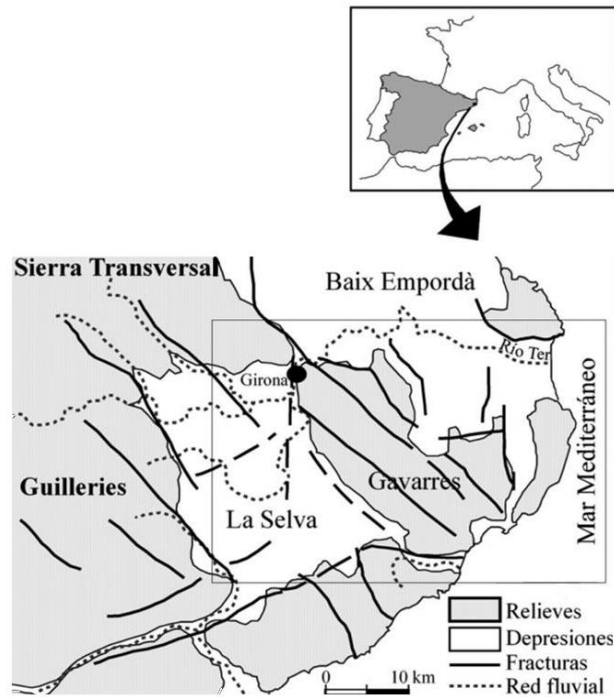 Sierra Transversal
Baix Empordà
Río Ter
Girona
Mar Mediterráneo
Guilleries
Gavarres
La Selva
Relieves
Depresiones
Fracturas
0 10 km
Red fluvial